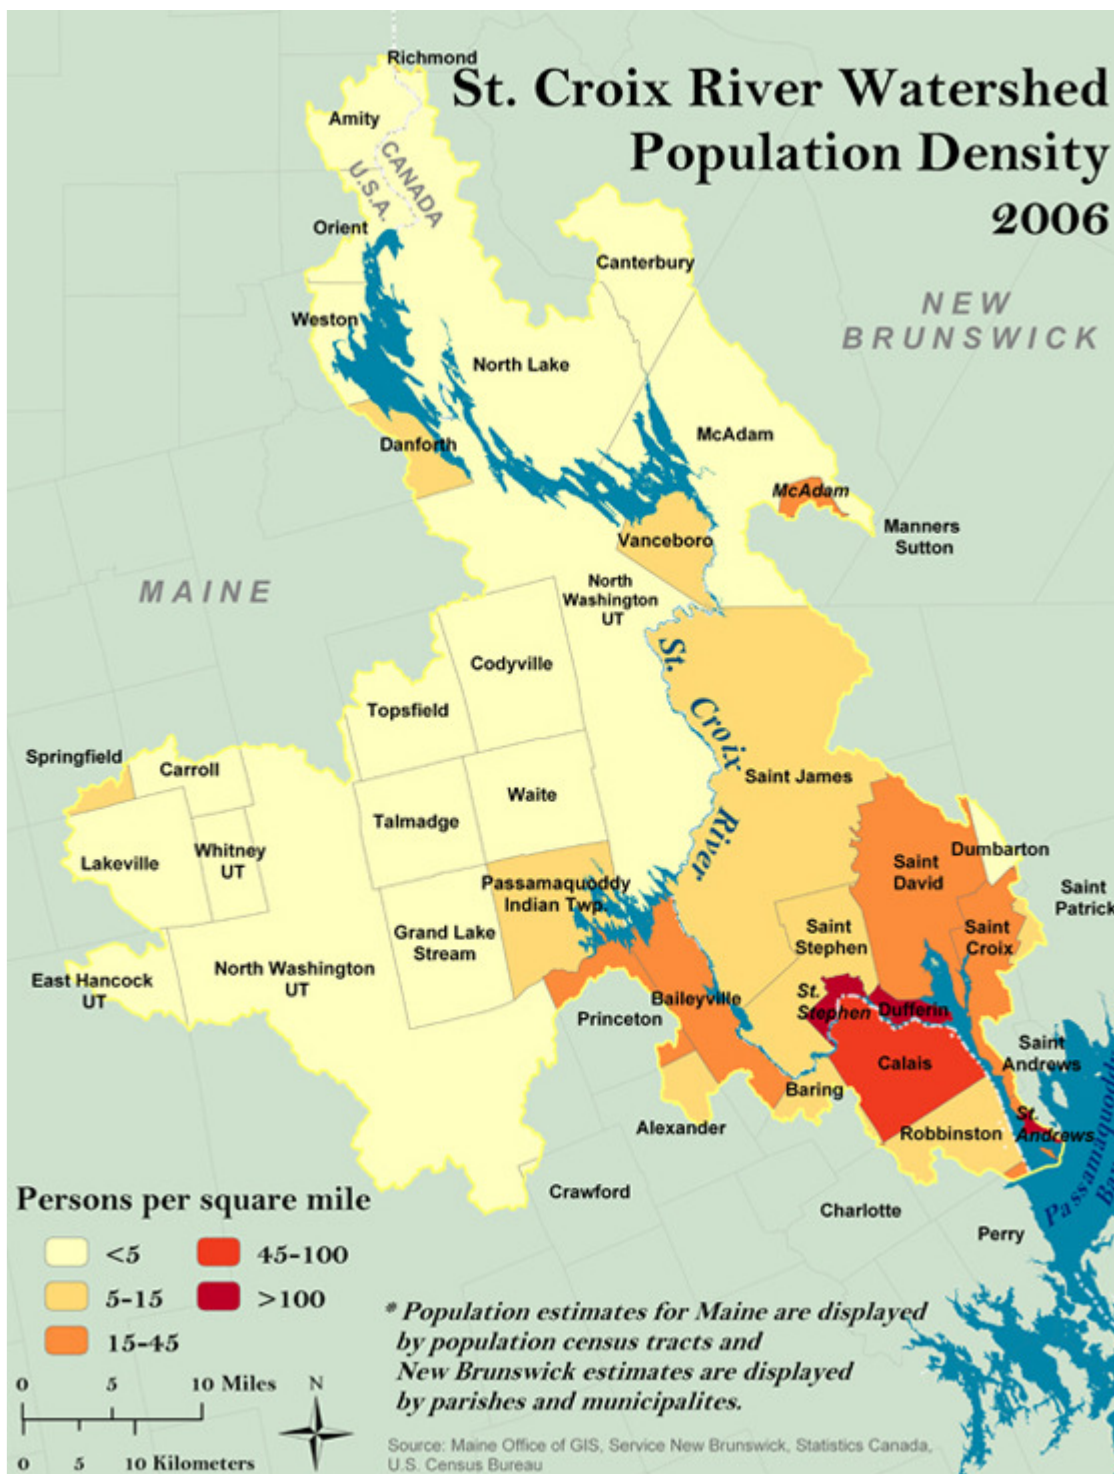 Richmond
St. Croix River Watershed
Population Density
2006
Amity
CANADA
U.S.A.
Orient
Canterbury
NEW
BRUNSWICK
Weston
North Lake
McAdam
Danforth
McAdam
Manners
Sutton
Vanceboro
MAINE
North
Washington
UT
St. Croix River
Codyville
Topsfield
Springfield
Carroll
Saint James
Waite
Talmadge
Whitney
UT
Lakeville
Dumbarton
Saint
David
Passamaquoddy
Indian Twp.
Saint
Patrick
Grand Lake
Stream
Saint
Stephen
Saint
Croix
East Hancock
UT
North Washington
UT
Baileyville
St.
Stephen
Dufferin
Princeton
Saint
Andrews
Calais
Baring
Alexander
Robbinston
St.
Andrews
Passamaquoddy
Crawford
Charlotte
Perry
Persons per square mile
<5
45-100
5-15
>100
15-45
* Population estimates for Maine are displayed
by population census tracts and
New Brunswick estimates are displayed
by parishes and municipalites.
0 5 10 Miles
N
0 5 10 Kilometers
Source: Maine Office of GIS, Service New Brunswick, Statistics Canada,
U.S. Census Bureau